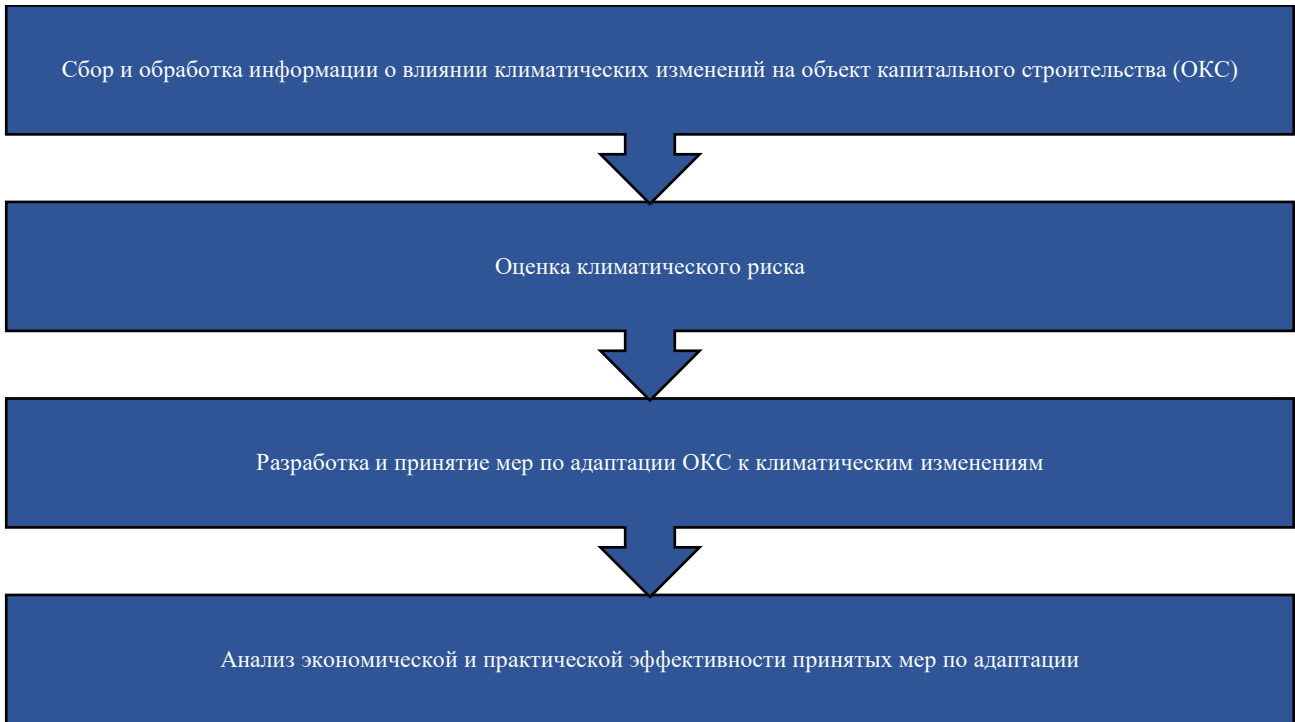 Сбор и обработка информации о влиянии климатических изменений на объект капитального строительства (ОКС)
Оценка климатического риска
Разработка и принятие мер по адаптации ОКС к климатическим изменениям
Анализ экономической и практической эффективности принятых мер по адаптации